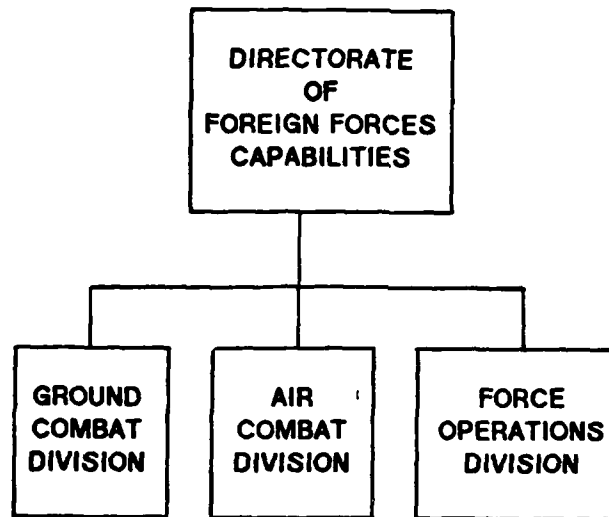 DIRECTORATE
OF
FOREIGN FORCES
CAPABILITIES
GROUND
COMBAT
DIVISION
AIR
COMBAT
DIVISION
FORCE
OPERATIONS
DIVISION